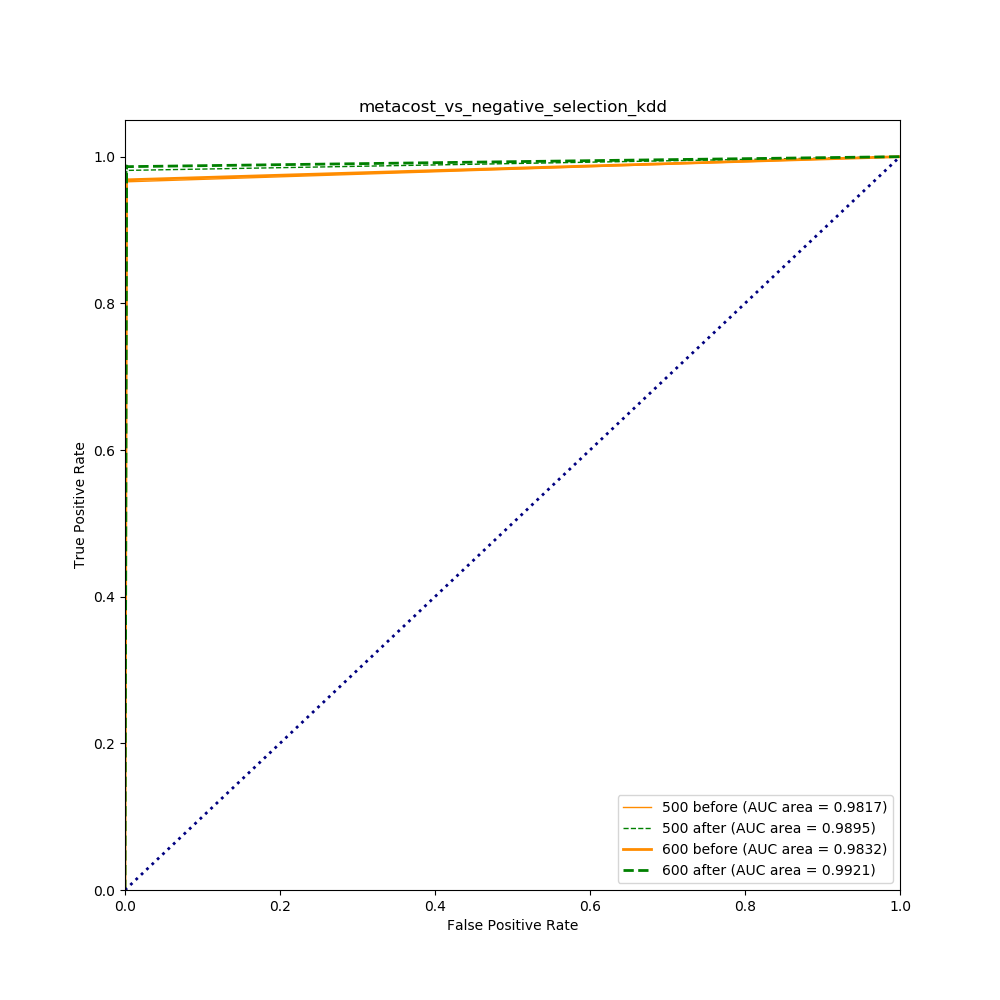 metacost_vs_negative_selection_kdd
1.0
0.8
0.6
0.4
0.2
0.0
True Positive Rate
0.0 0.2 0.4 0.6 0.8 1.0
False Positive Rate
500 before (AUC area = 0.9817)
500 after (AUC area = 0.9895)
600 before (AUC area = 0.9832)
600 after (AUC area = 0.9921)